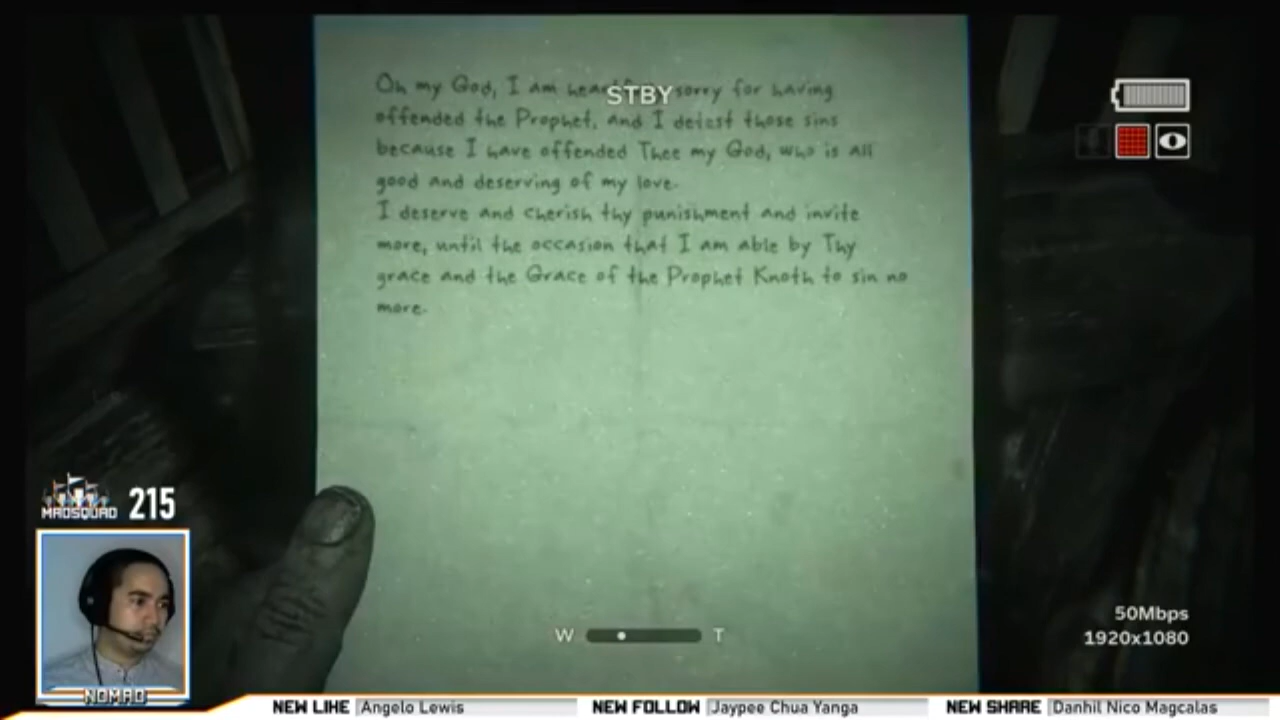 Oh my God, I am heartfully sorry for having
STBY
offended the Prophet, and I detest those sins
because I have offended Thee my God, who is all
good and deserving of my love.
I deserve and cherish thy punishment and invite
more, until the occasion that I am able by Thy
grace and the Grace of the Prophet Knoth to sin no
more.
MADSQUAD 215
W T
50Mbps
1920x1080
NOMAD
NEW LIKE Angelo Lewis NEW FOLLOW Jaypee Chua Yanga NEW SHARE Danhil Nico Magcalas